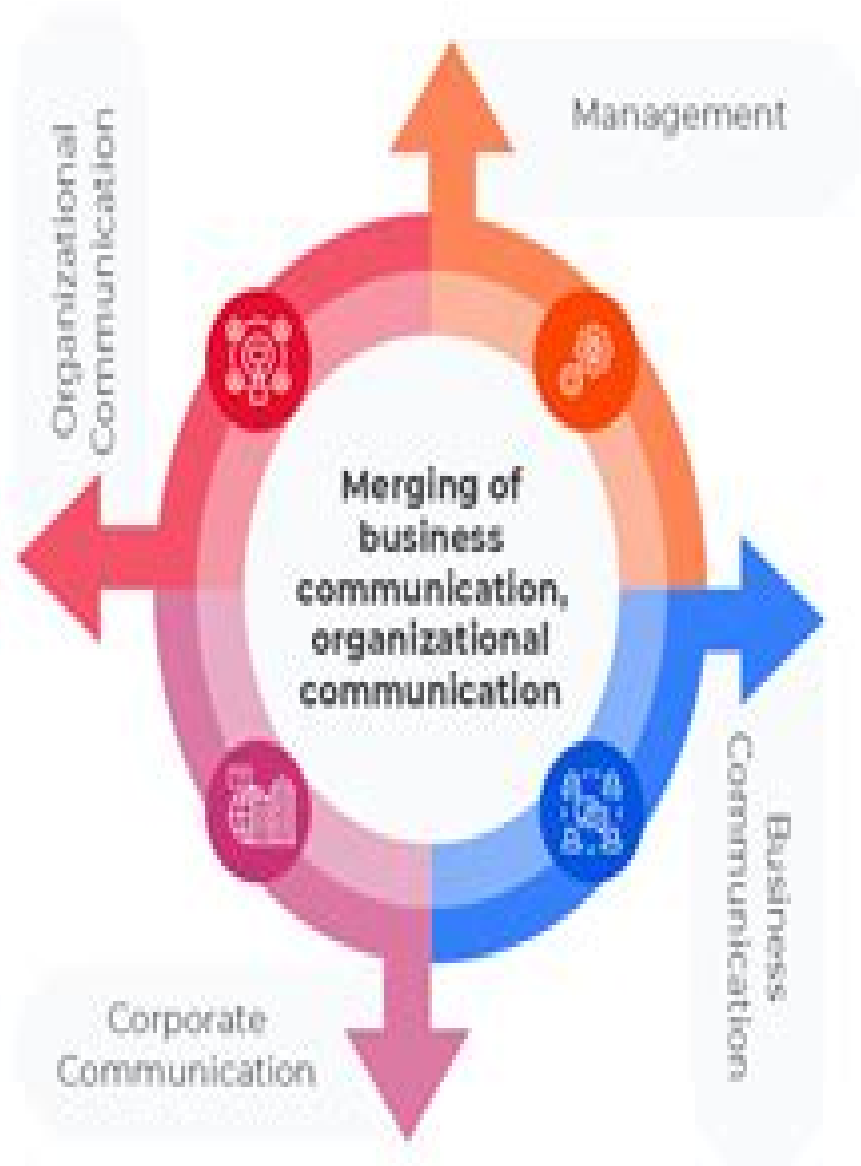 Organizational
Communication
Management
Merging of
business
communication,
organizational
communication
Business
Communication
Corporate
Communication